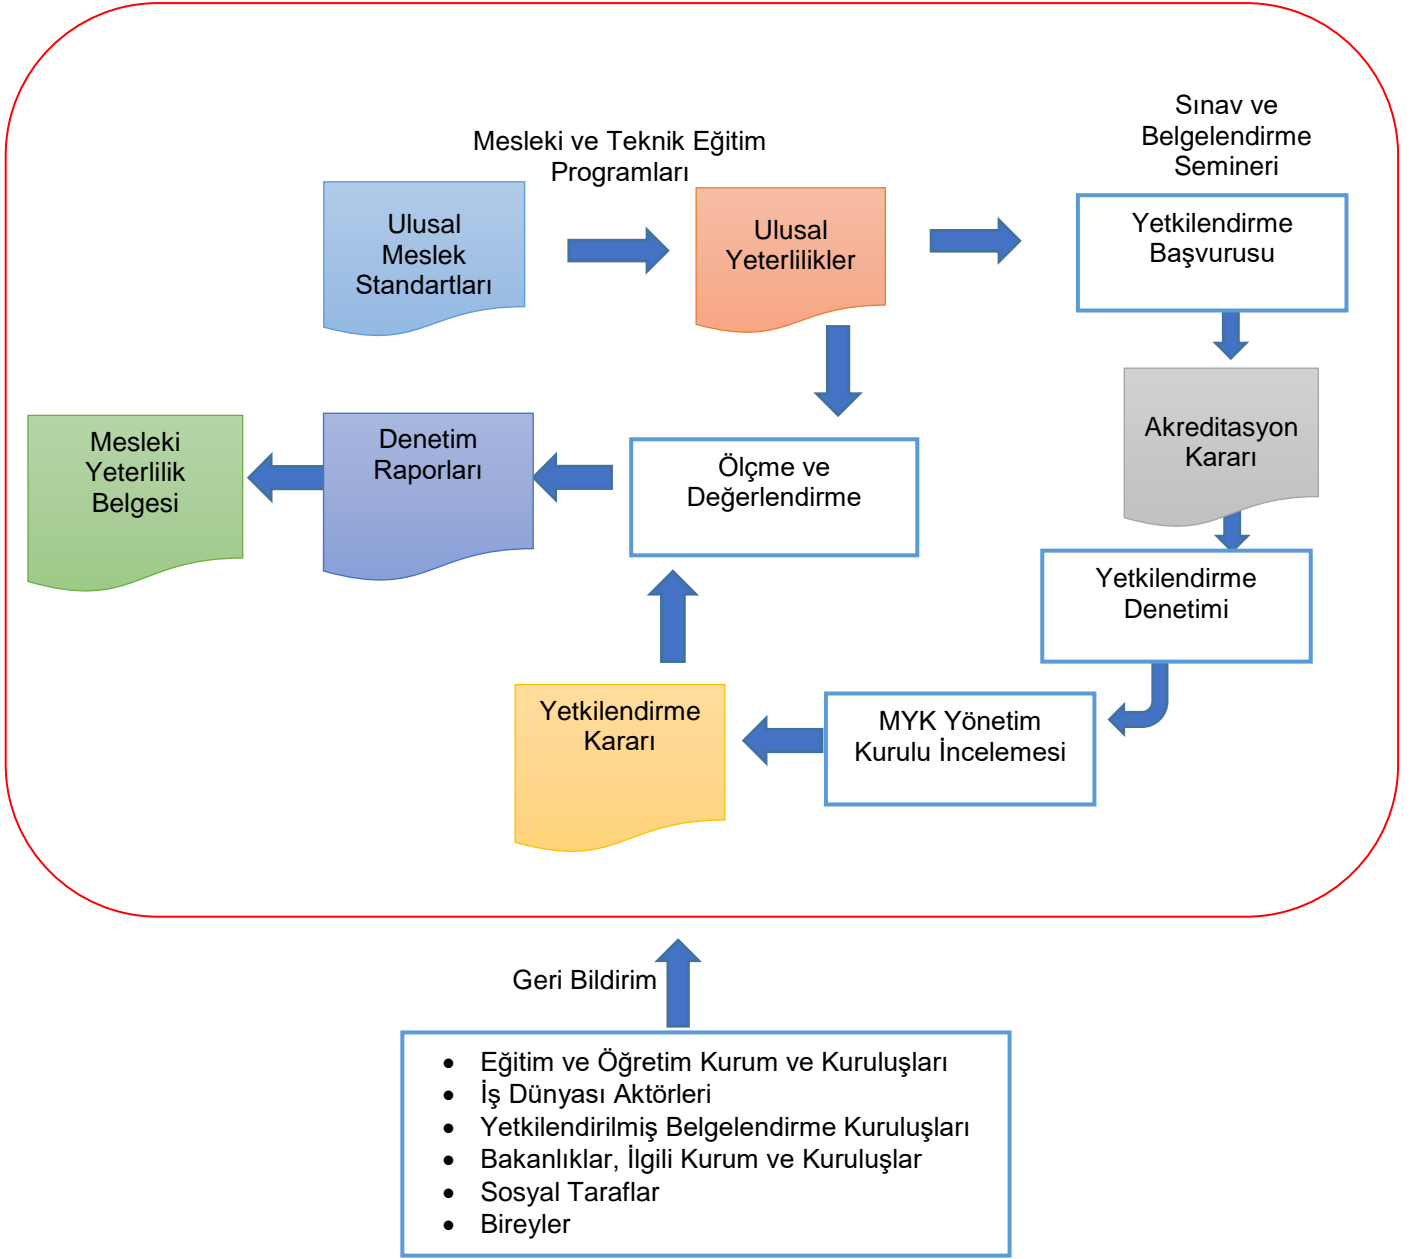 Mesleki ve Teknik Eğitim
Programları
Sınav ve
Belgelendirme
Semineri
Ulusal
Meslek
Standartları
Ulusal
Yeterlilikler
Yetkilendirme
Başvurusu
Mesleki
Yeterlilik
Belgesi
Denetim
Raporları
Ölçme ve
Değerlendirme
Akreditasyon
Kararı
Yetkilendirme
Denetimi
Yetkilendirme
Kararı
MYK Yönetim
Kurulu İncelemesi
Geri Bildirim
• Eğitim ve Öğretim Kurum ve Kuruluşları
• İş Dünyası Aktörleri
• Yetkilendirilmiş Belgelendirme Kuruluşları
• Bakanlıklar, İlgili Kurum ve Kuruluşlar
• Sosyal Taraflar
• Bireyler